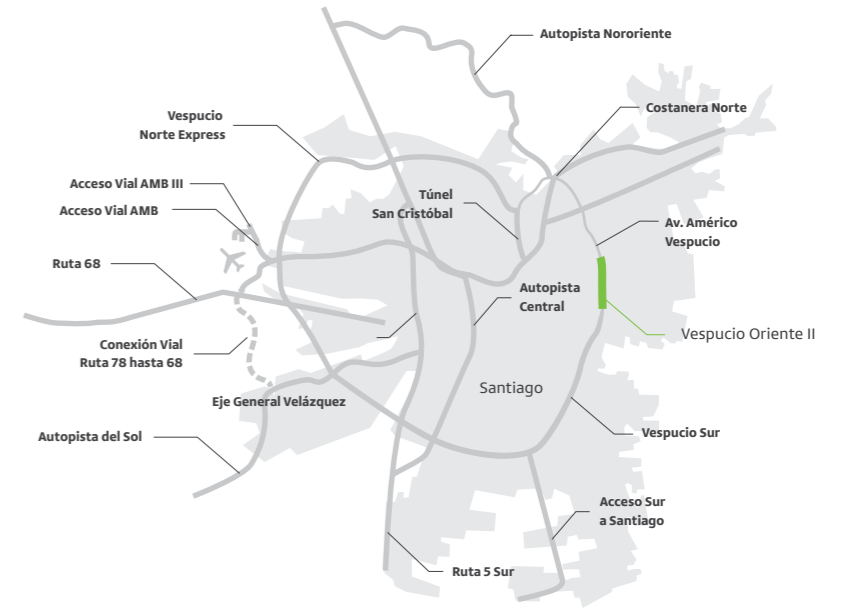 Autopista Nororiente
Costanera Norte
Vespucio
Norte Express
Acceso Vial AMB III
Túnel
San Cristóbal
Acceso Vial AMB
Av. Américo
Vespucio
Ruta 68
Autopista
Central
Vespucio Oriente II
Conexión Vial
Ruta 78 hasta 68
Santiago
Eje General Velázquez
Autopista del Sol
Vespucio Sur
Acceso Sur
a Santiago
Ruta 5 Sur